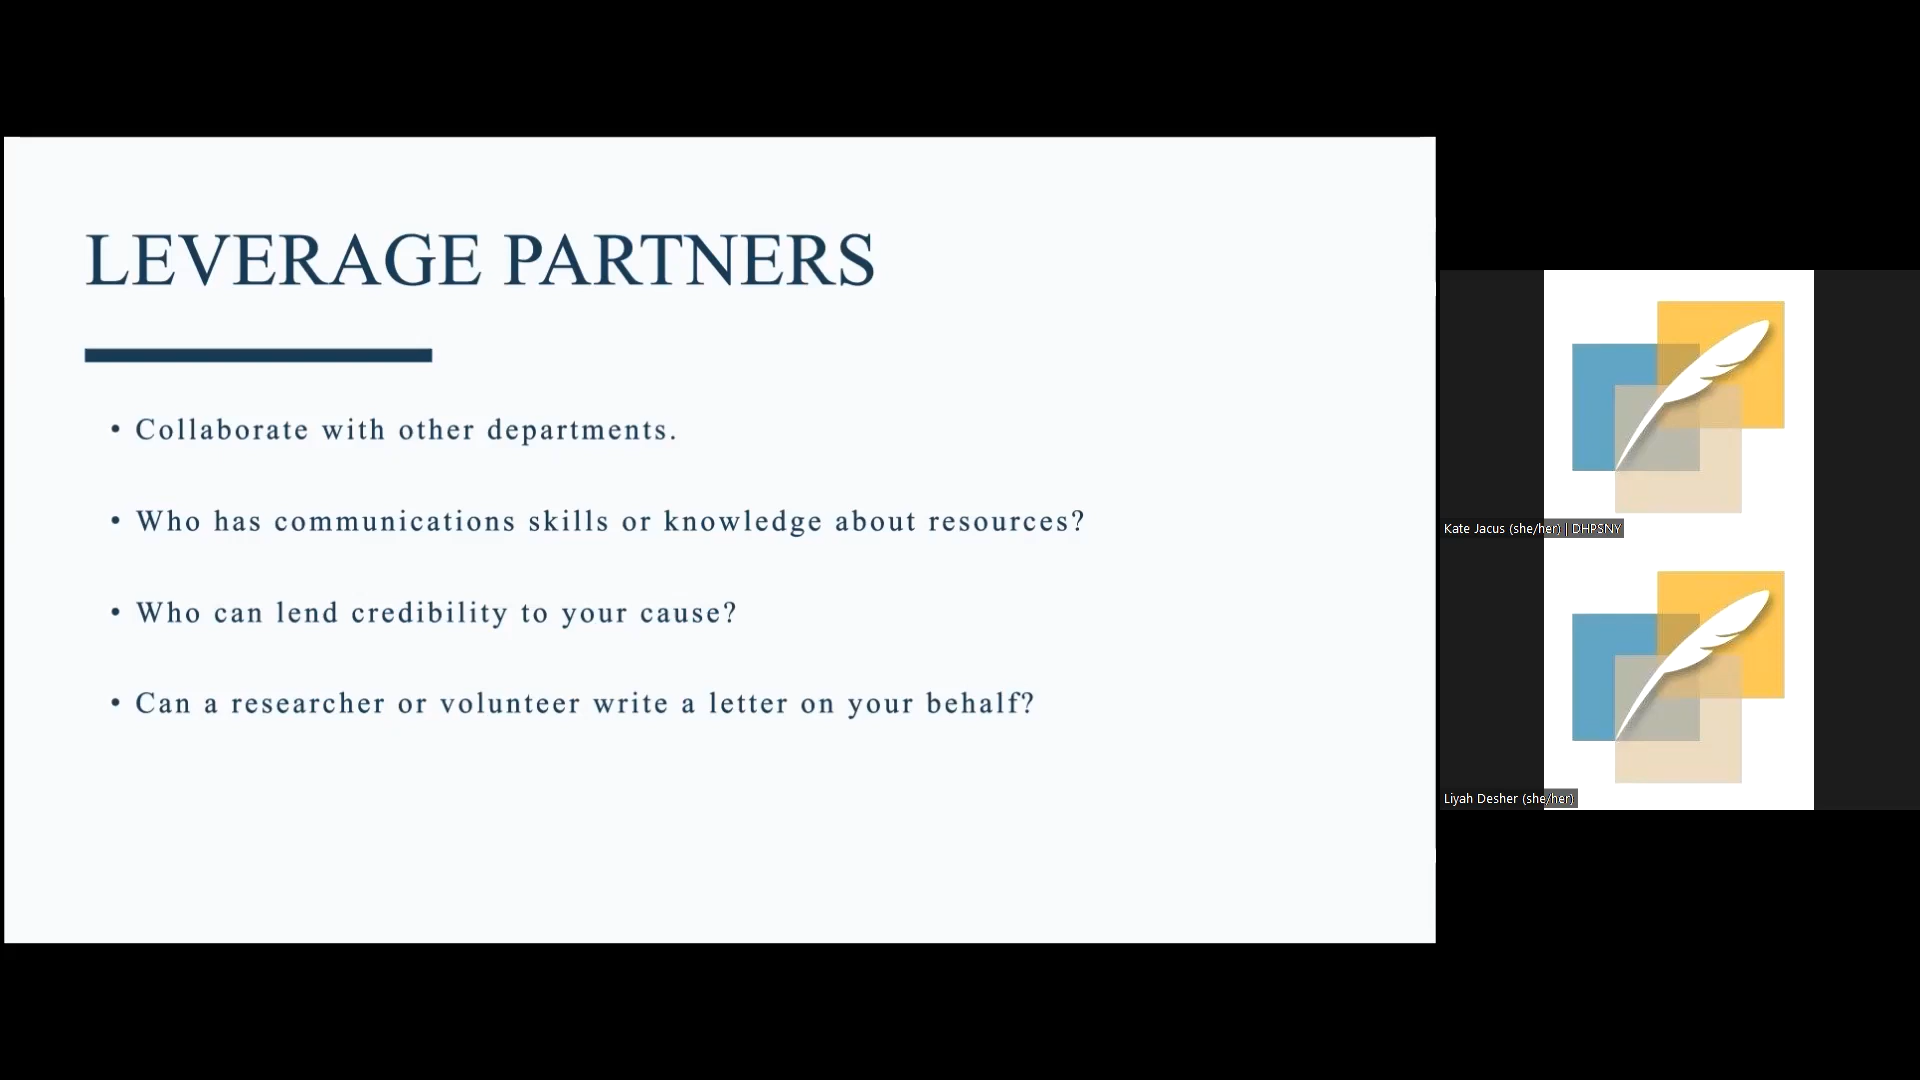 LEVERAGE PARTNERS
• Collaborate with other departments.
• Who has communications skills or knowledge about resources?
• Who can lend credibility to your cause?
• Can a researcher or volunteer write a letter on your behalf?
Kate Jacus (she/her) | DHPSNY
Liyah Desher (she/her)